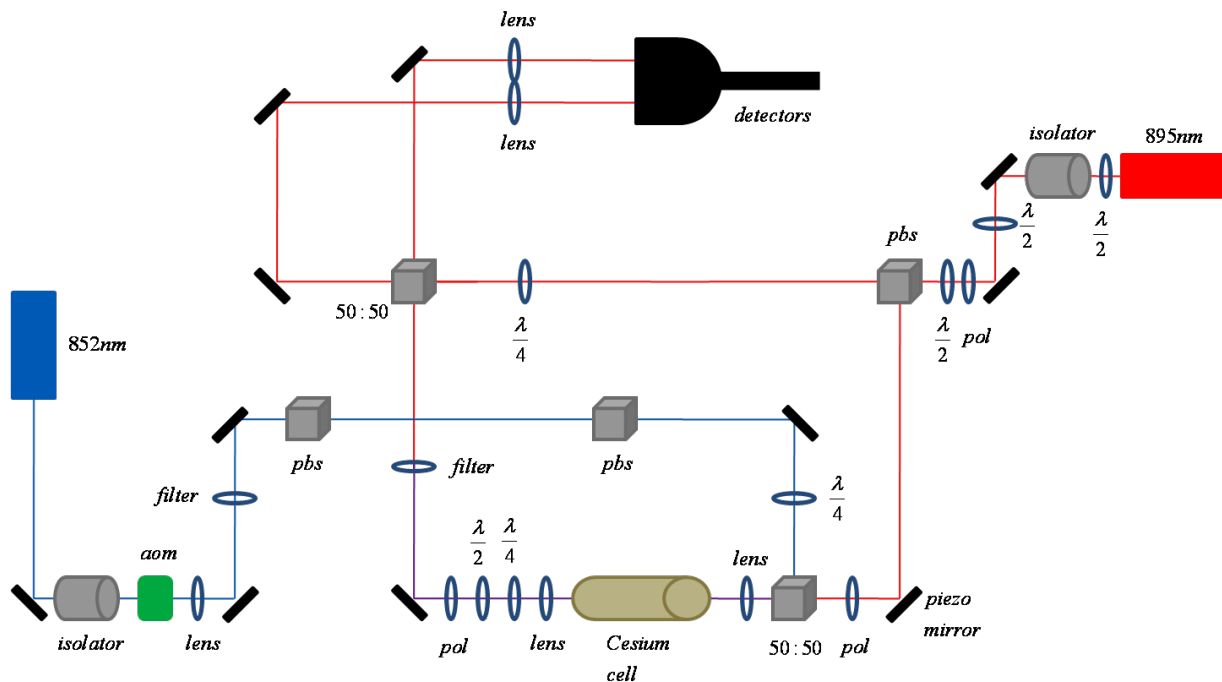 lens
lens
detectors
isolator
895nm
λ/2
λ/2
pbs
50 : 50
λ/4
λ/2
pol
852nm
pbs
pbs
filter
filter
λ/4
aom
λ/2
λ/4
lens
isolator
lens
pol
lens
Cesium
cell
50 : 50
pol
piezo
mirror